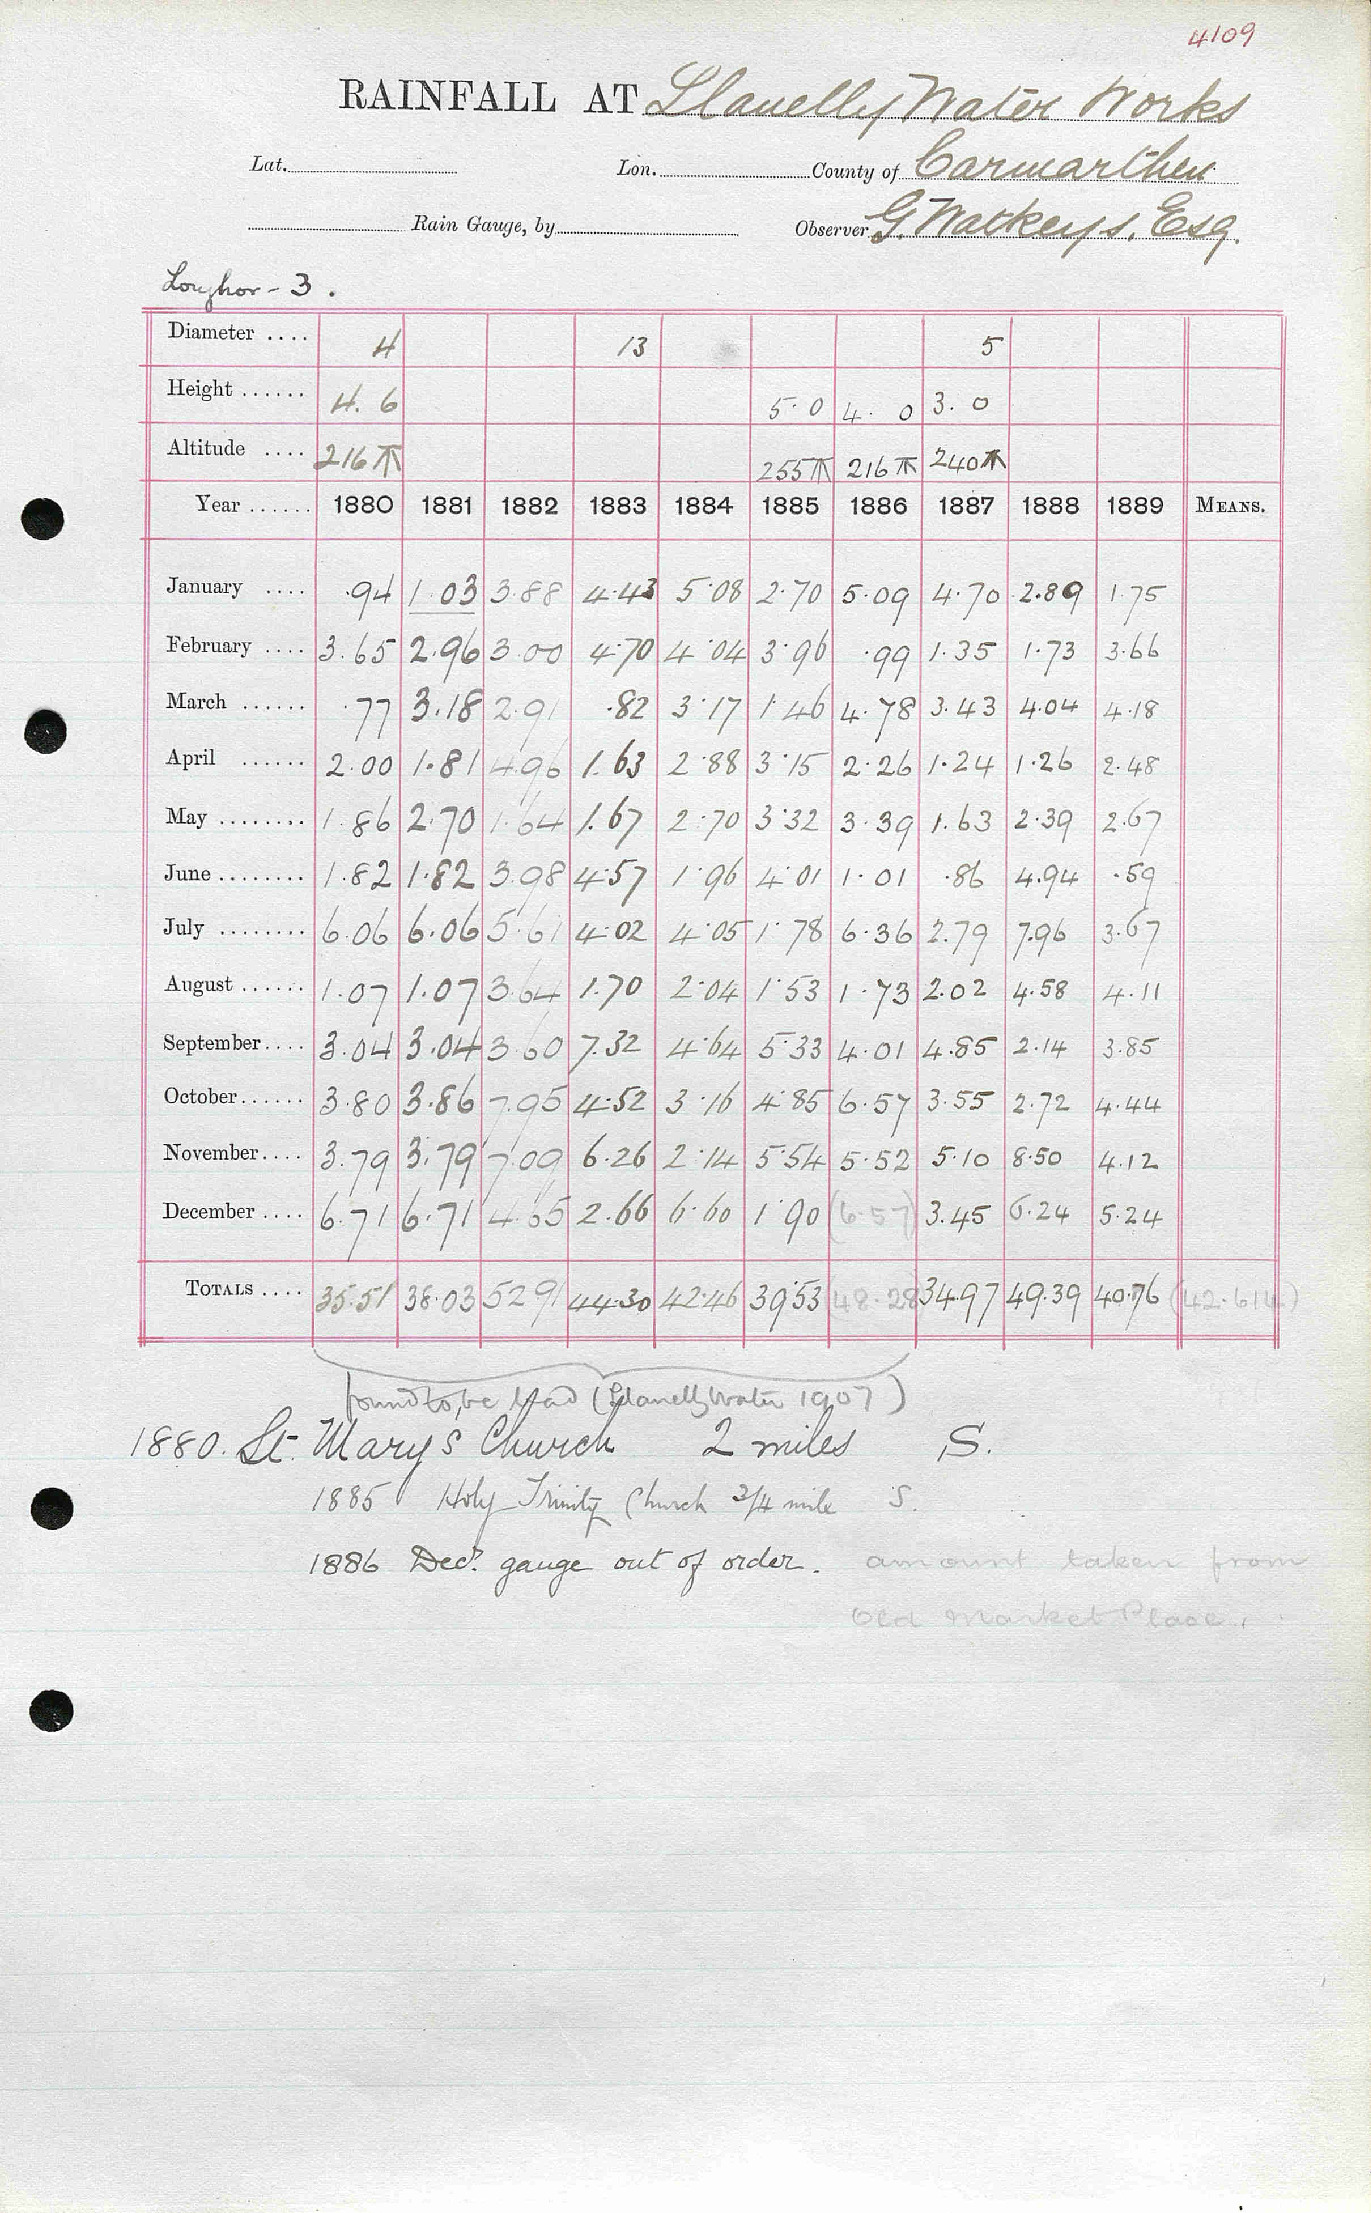 4109
RAINFALL AT Llanelly Water Works
Lat. Lon. County of Carmarthen
Rain Gauge, by Observer G. Watkeys, Esq.
Loughor - 3.
Diameter .... 4 13 5
Height ...... 4. 6 5.0 4. 0 3. 0
Altitude .... 216 255 216 240
Year ...... 1880 1881 1882 1883 1884 1885 1886 1887 1888 1889 MEANS.
January .... .94 1.03 3.88 4.43 5.08 2.70 5.09 4.70 2.89 1.75
February .... 3.65 2.96 3.00 4.70 4.04 3.96 .99 1.35 1.73 3.66
March ...... .77 3.18 2.91 .82 3.17 1.46 4.78 3.43 4.04 4.18
April ...... 2.00 1.81 4.96 1.63 2.88 3.15 2.26 1.24 1.26 2.48
May ........ 1.86 2.70 1.64 1.67 2.70 3.32 3.39 1.63 2.39 2.67
June ........ 1.82 1.82 3.98 4.57 1.96 4.01 1.01 .86 4.94 .59
July ........ 6.06 6.06 5.61 4.02 4.05 1.78 6.36 2.79 7.96 3.67
August ...... 1.07 1.07 3.64 1.70 2.04 1.53 1.73 2.02 4.58 4.11
September .... 3.04 3.04 3.60 7.32 4.64 5.33 4.01 4.85 2.14 3.85
October ...... 3.80 3.86 7.95 4.52 3.16 4.85 6.57 3.55 2.72 4.44
November .... 3.79 3.79 7.09 6.26 2.14 5.54 5.52 5.10 8.50 4.12
December .... 6.71 6.71 4.65 2.66 6.60 1.90 (6.57) 3.45 6.24 5.24
TOTALS .... 35.51 38.03 52.91 44.30 42.46 39.53 48.28 34.97 49.39 40.76 (42.614)
found to be bad (Llanelly Water 1907)
1880. St. Mary's Church 2 miles S.
1885 Holy Trinity Church 3/4 mile S.
1886 Decr. gauge out of order. amount taken from
Old Market Place.